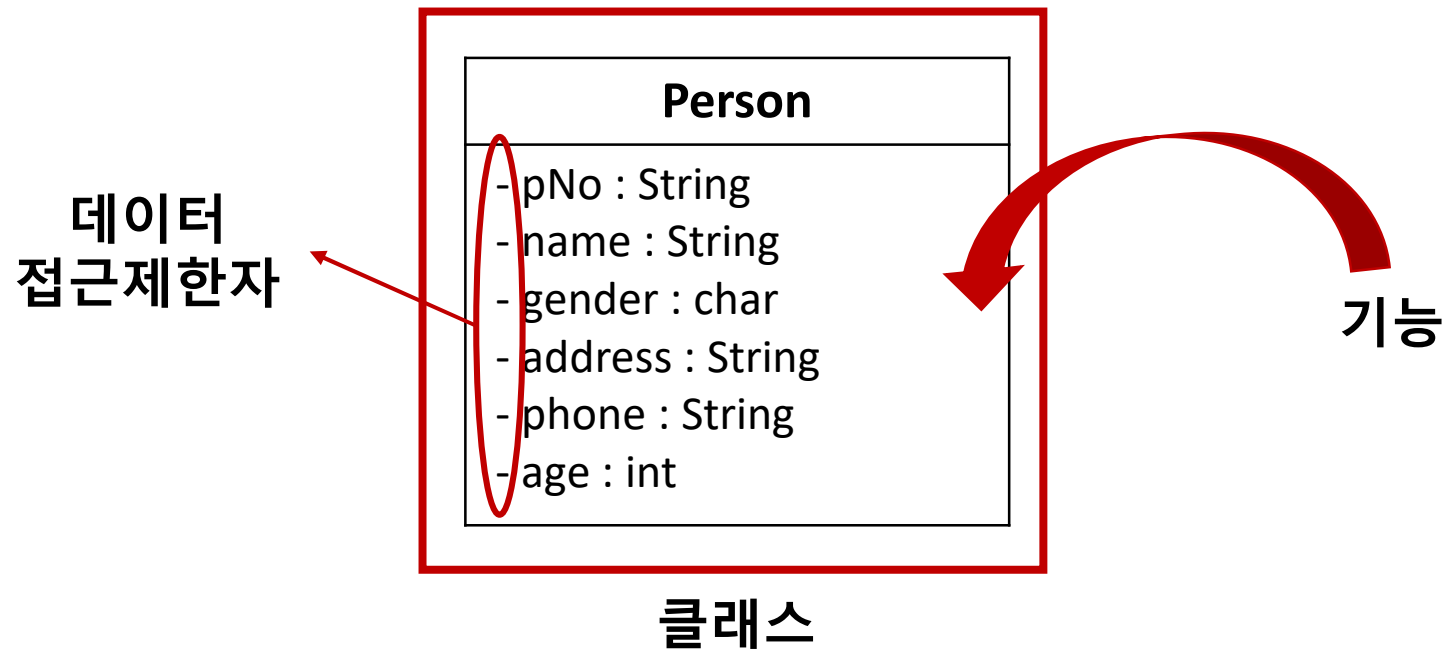 Person
- pNo : String
- name : String
- gender : char
- address : String
- phone : String
- age : int
데이터
접근제한자
기능
클래스